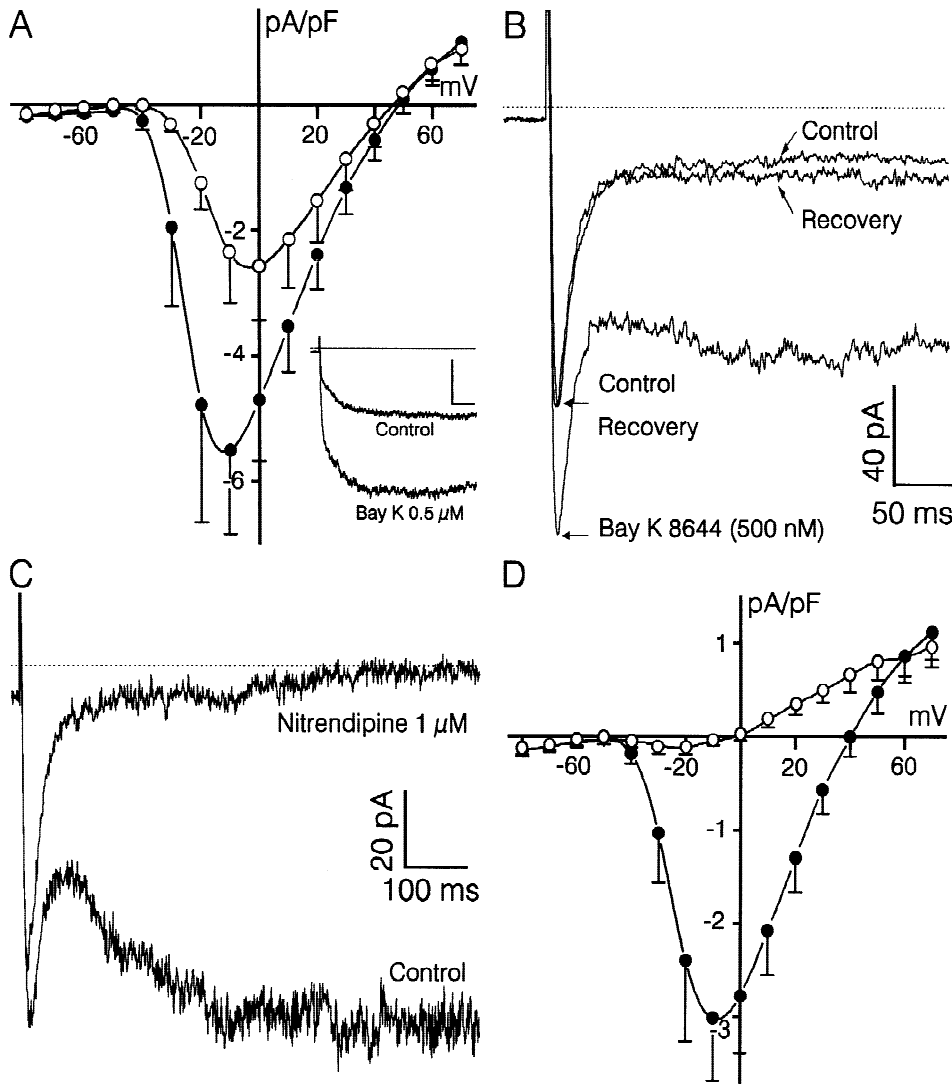 A
pA/pF
mV
-60
-20
20
60
-2
-4
-6
Control
Bay K 0.5 µM
B
Control
Recovery
Control
Recovery
Bay K 8644 (500 nM)
40 pA
50 ms
C
Nitrendipine 1 µM
20 pA
100 ms
Control
D
pA/pF
1
mV
-60
-20
20
60
-1
-2
-3